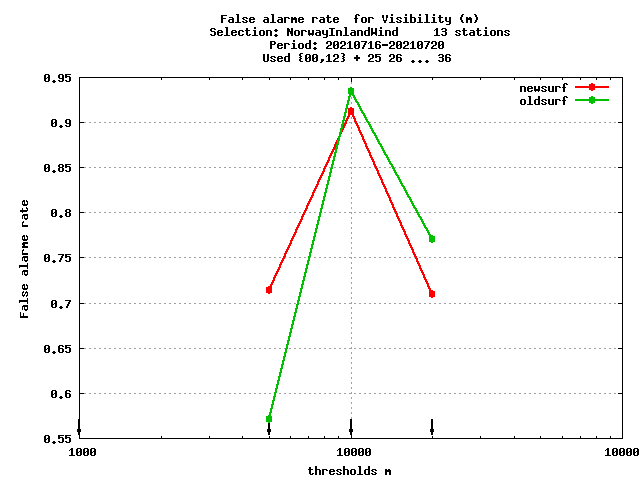 False alarme rate  for Visibility (m)
Selection: NorwayInlandWind     13 stations
Period: 20210716-20210720
Used {00,12} + 25 26 ... 36
newsurf
oldsurf
0.95
0.9
0.85
0.8
0.75
0.7
0.65
0.6
0.55
False alarme rate
1000
10000
10000
thresholds m